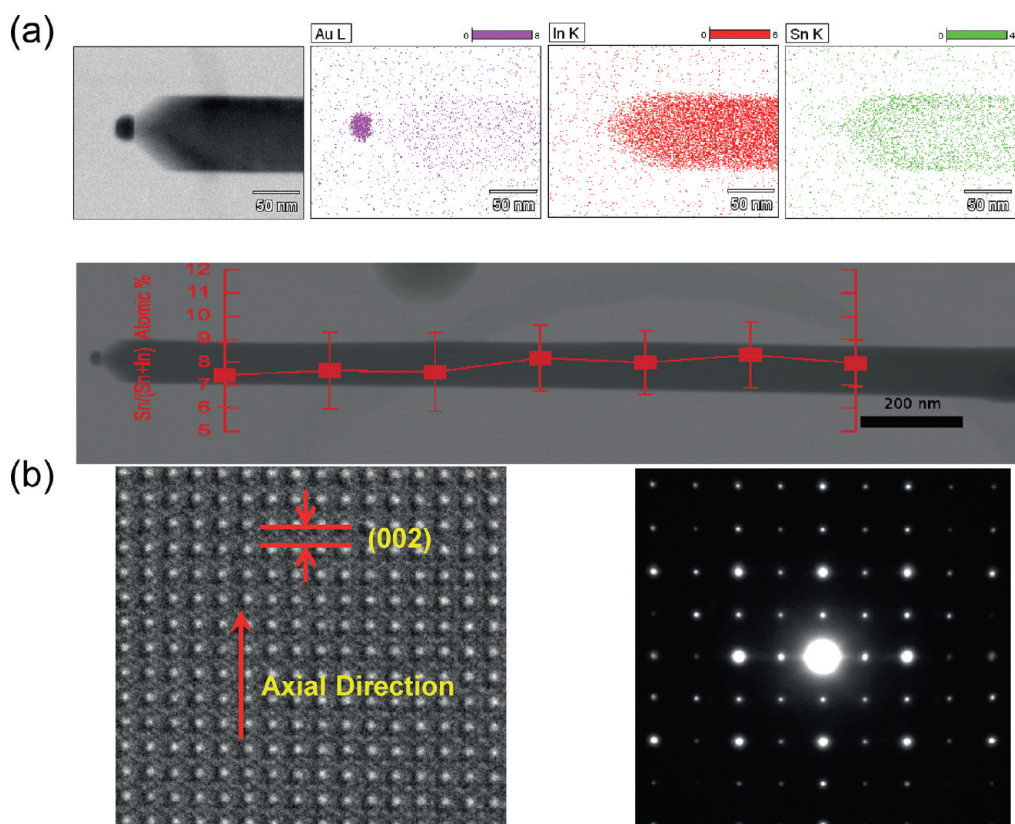 (a)
Au L
0 8
In K
0 6
Sn K
0 4
50 nm
50 nm
50 nm
50 nm
Sn/(Sn+In) Atomic %
12
11
10
9
8
7
6
5
200 nm
(b)
(002)
Axial Direction